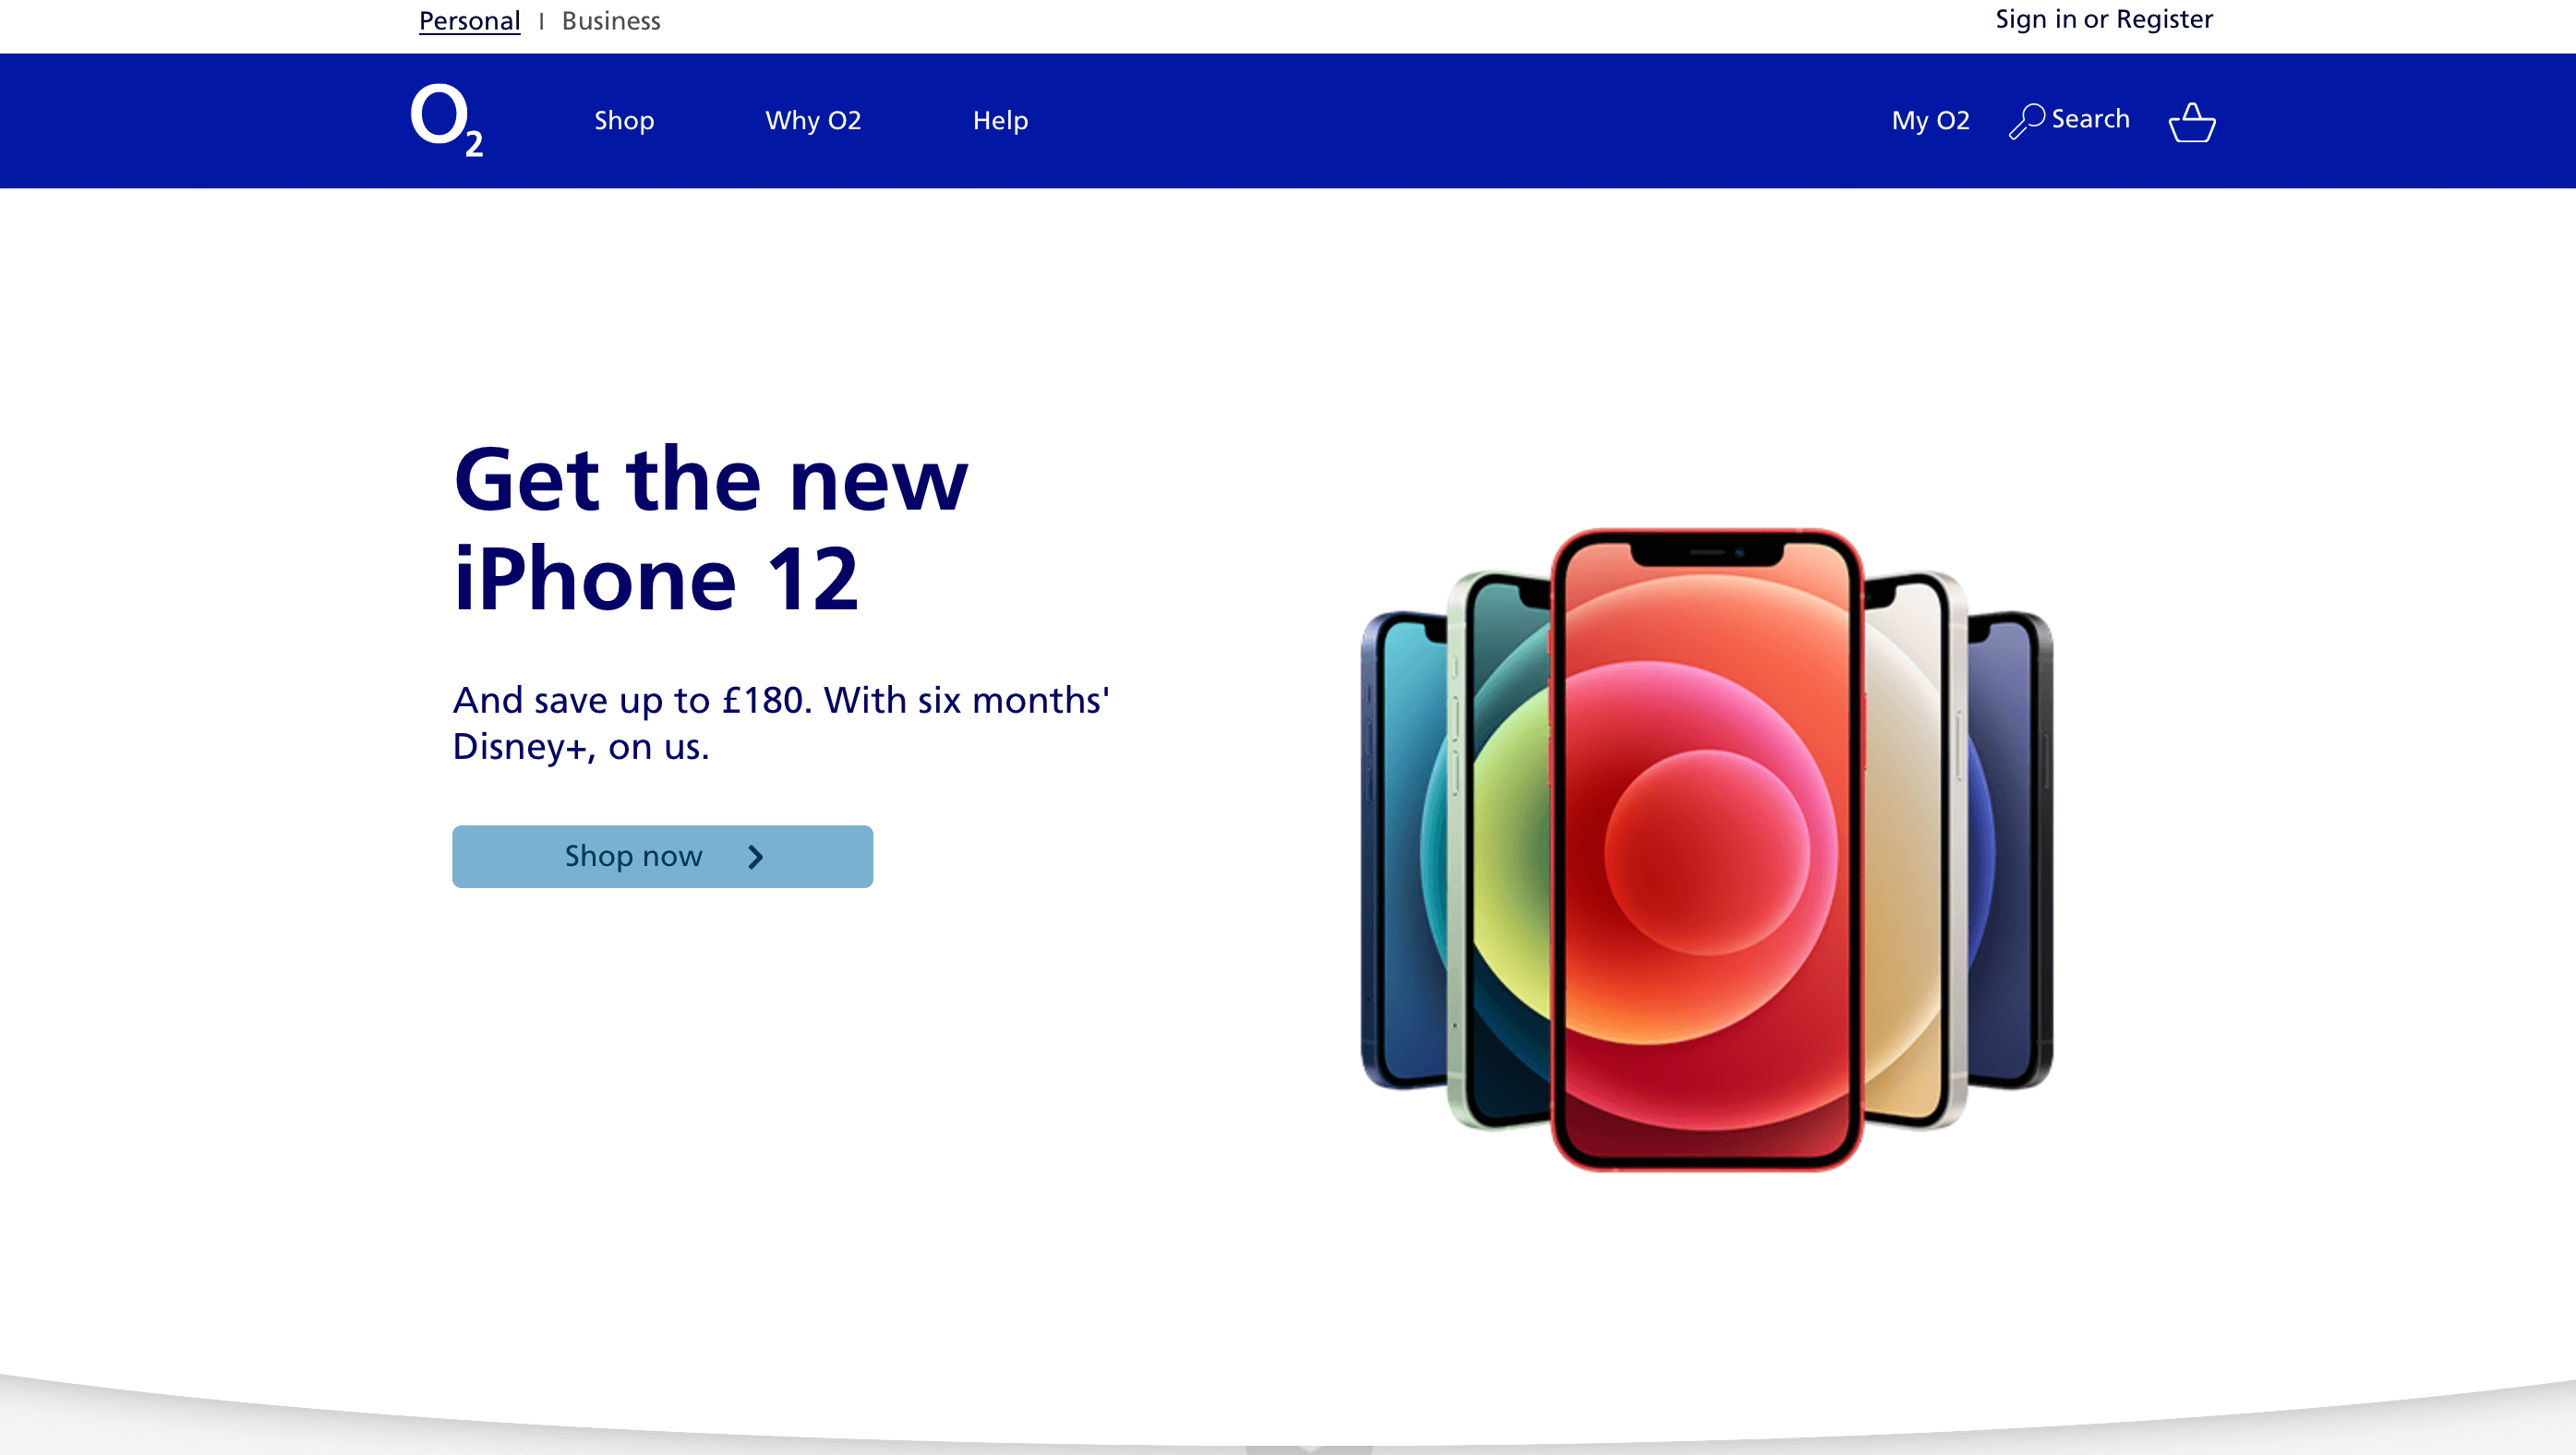 Personal | Business
Sign in or Register
O2
Shop
Why O2
Help
My O2
Search
Get the new
iPhone 12
And save up to £180. With six months'
Disney+, on us.
Shop now